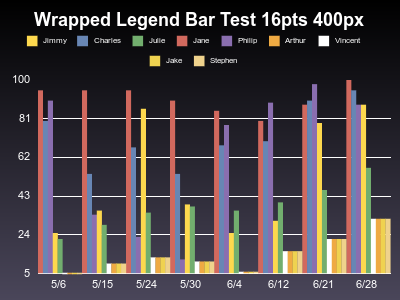 Wrapped Legend Bar Test 16pts 400px
Jimmy Charles Julie Jane Philip Arthur Vincent
Jake Stephen
100
81
62
43
24
5
5/6 5/15 5/24 5/30 6/4 6/12 6/21 6/28